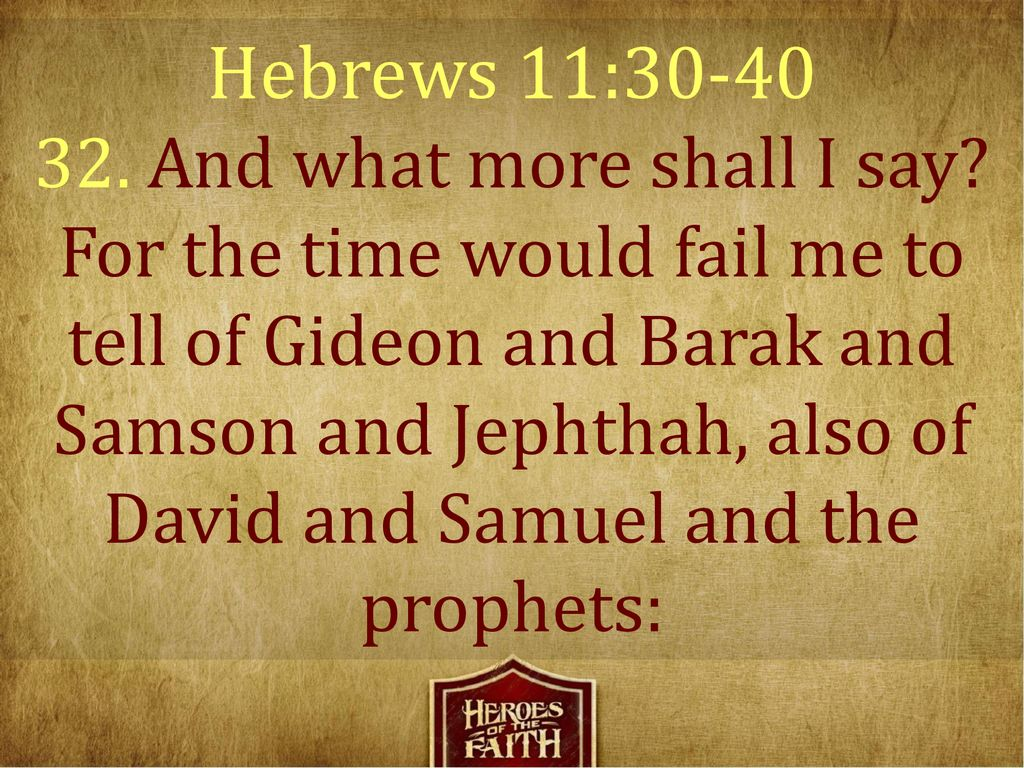 Hebrews 11:30-40
32. And what more shall I say?
For the time would fail me to
tell of Gideon and Barak and
Samson and Jephthah, also of
David and Samuel and the
prophets:
HEROES
OF THE
FAITH